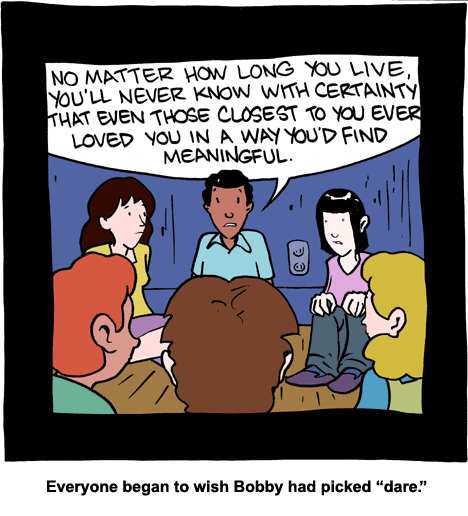 NO MATTER HOW LONG YOU LIVE,
YOU'LL NEVER KNOW WITH CERTAINTY
THAT EVEN THOSE CLOSEST TO YOU EVER
LOVED YOU IN A WAY YOU'D FIND
MEANINGFUL.
Everyone began to wish Bobby had picked “dare.”